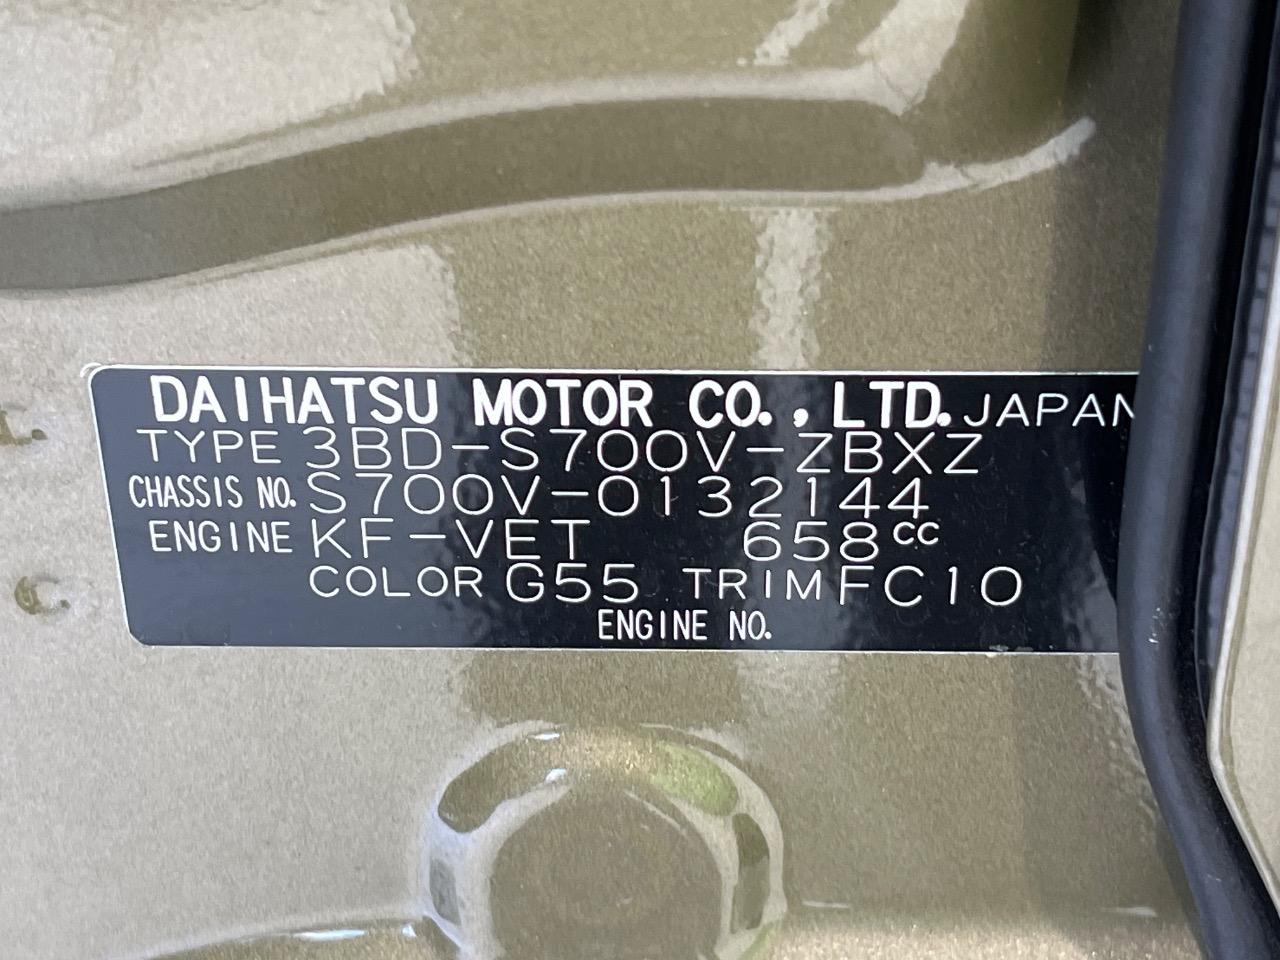 DAIHATSU MOTOR CO., LTD. JAPAN
TYPE 3BD-S700V-ZBXZ
CHASSIS NO. S700V-0132144
ENGINE KF-VET 658cc
COLOR G55 TRIM FC10
ENGINE NO.